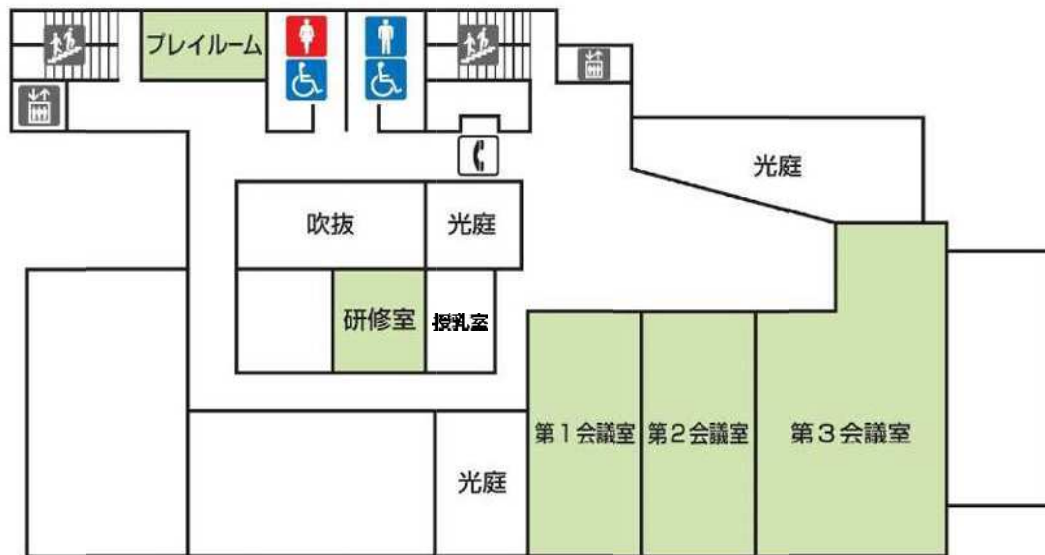 プレイルーム
光庭
吹抜
光庭
研修室
授乳室
第1会議室
第2会議室
第3会議室
光庭